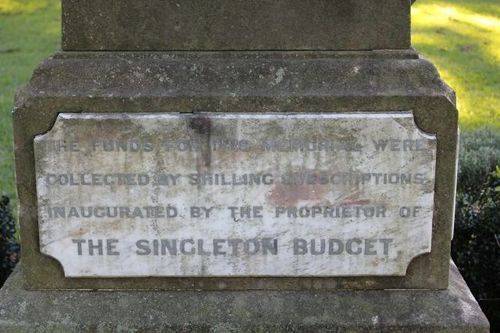 THE FUNDS FOR THIS MEMORIAL WERE
COLLECTED BY SHILLING SUBSCRIPTIONS
INAUGURATED BY THE PROPRIETOR OF
THE SINGLETON BUDGET.